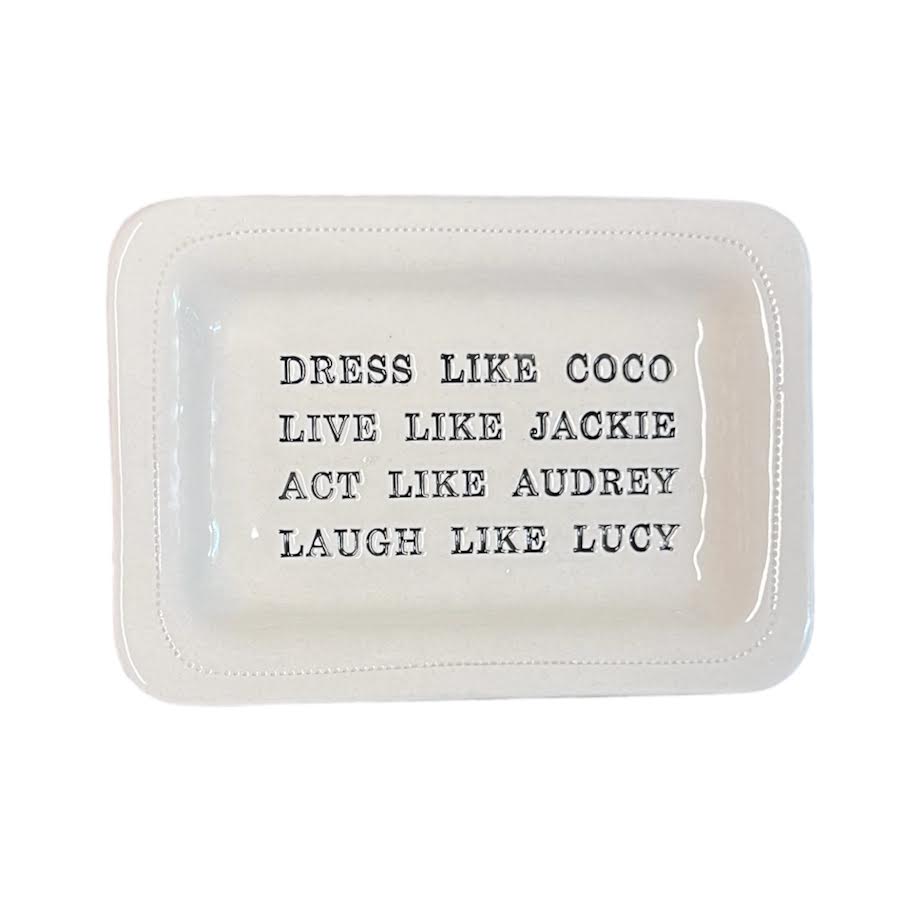 DRESS LIKE COCO
LIVE LIKE JACKIE
ACT LIKE AUDREY
LAUGH LIKE LUCY